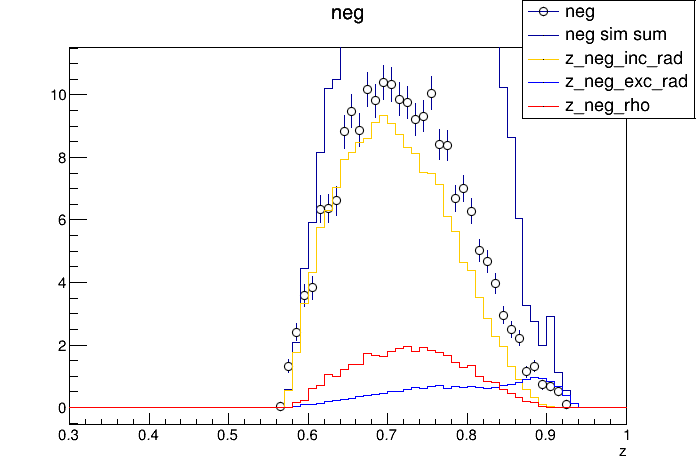 neg
neg
neg sim sum
z_neg_inc_rad
z_neg_exc_rad
z_neg_rho
10
8
6
4
2
0
0.3 0.4 0.5 0.6 0.7 0.8 0.9 1
z